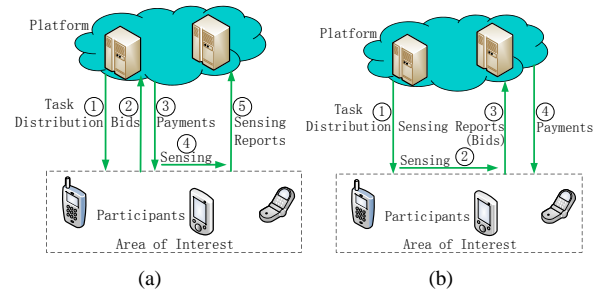 Platform
① ② ③ ⑤
Task
Distribution Bids Payments Sensing
Reports
④
Sensing
Participants
Area of Interest
(a)
Platform
① ③ ④
Task
Distribution Sensing Reports Payments
(Bids)
Sensing ②
Participants
Area of Interest
(b)